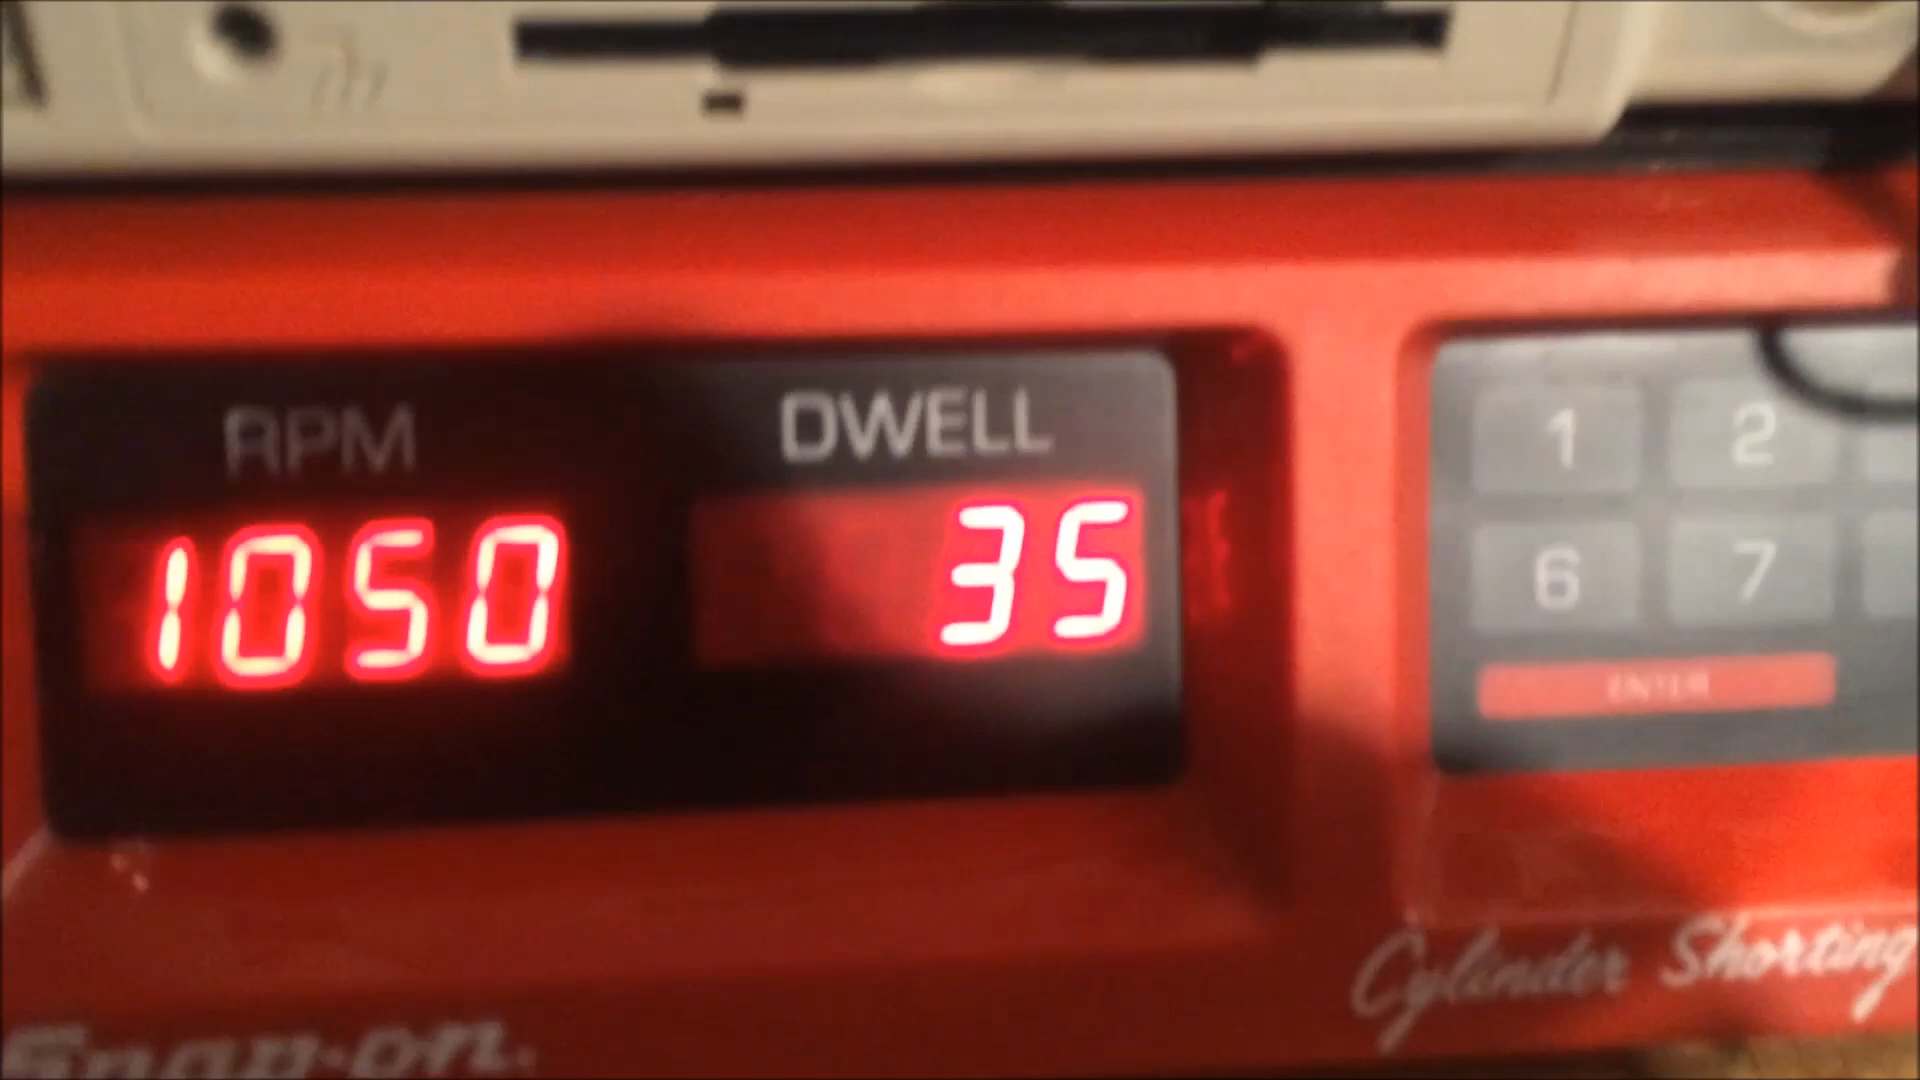 RPM
DWELL
1050
35
1 2
6 7
ENTER
Cylinder Shorting
Snap-on